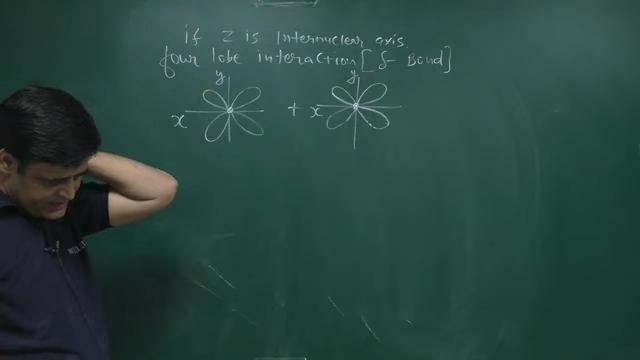 if Z is Internuclear axis
four lobe interaction [ δ- Bond]
y y
x + x